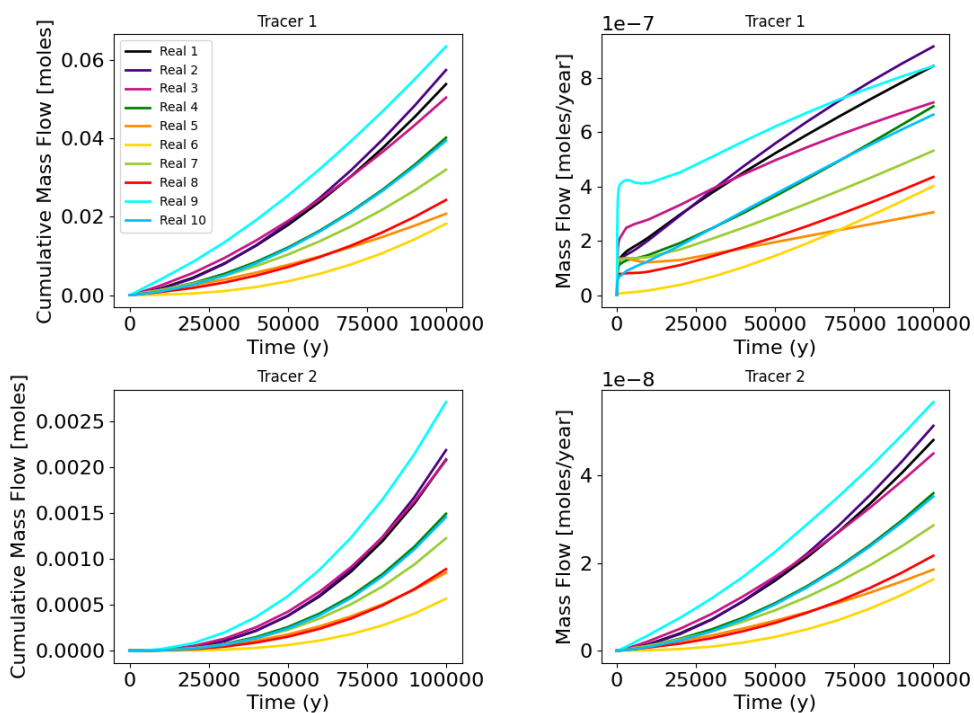 Tracer 1
Cumulative Mass Flow [moles]
0.06
0.04
0.02
0.00
Real 1
Real 2
Real 3
Real 4
Real 5
Real 6
Real 7
Real 8
Real 9
Real 10
0 25000 50000 75000 100000
Time (y)
Tracer 1
1e−7
Mass Flow [moles/year]
8
6
4
2
0
0 25000 50000 75000 100000
Time (y)
Tracer 2
Cumulative Mass Flow [moles]
0.0025
0.0020
0.0015
0.0010
0.0005
0.0000
0 25000 50000 75000 100000
Time (y)
Tracer 2
1e−8
Mass Flow [moles/year]
4
2
0
0 25000 50000 75000 100000
Time (y)